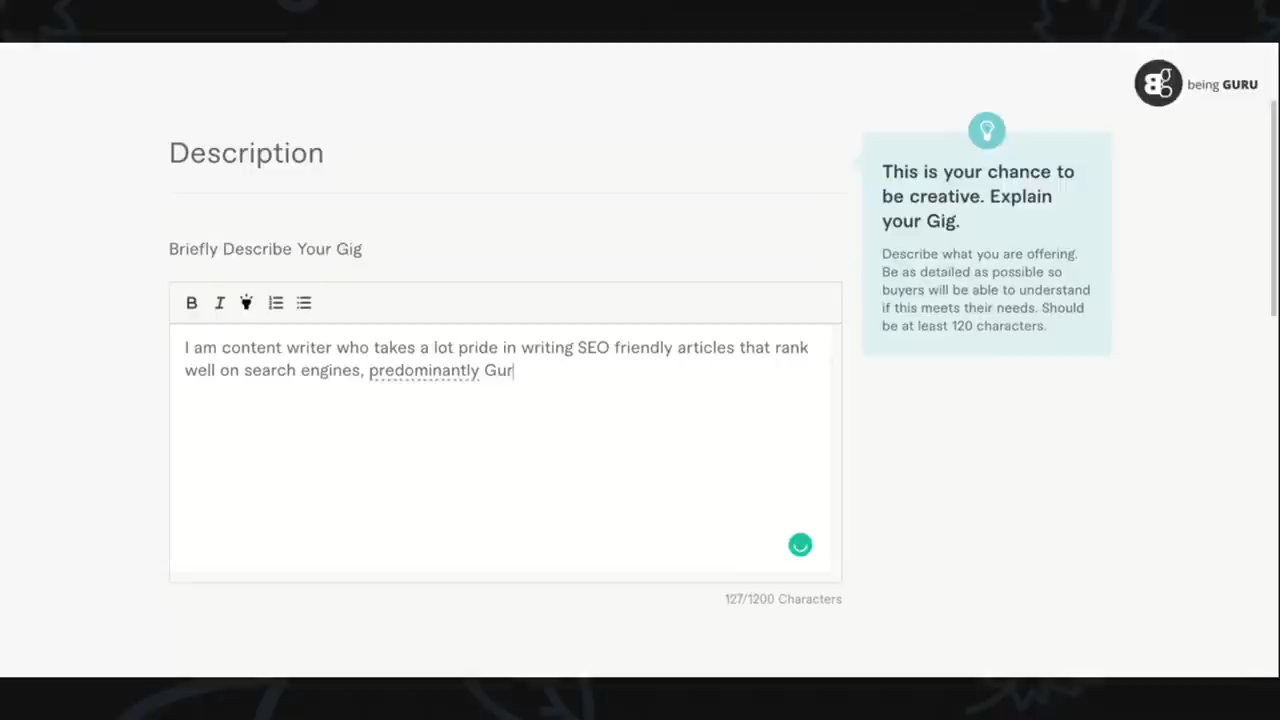 being GURU
Description
Briefly Describe Your Gig
B I
I am content writer who takes a lot pride in writing SEO friendly articles that rank
well on search engines, predominantly Gur
127/1200 Characters
This is your chance to
be creative. Explain
your Gig.
Describe what you are offering.
Be as detailed as possible so
buyers will be able to understand
if this meets their needs. Should
be at least 120 characters.